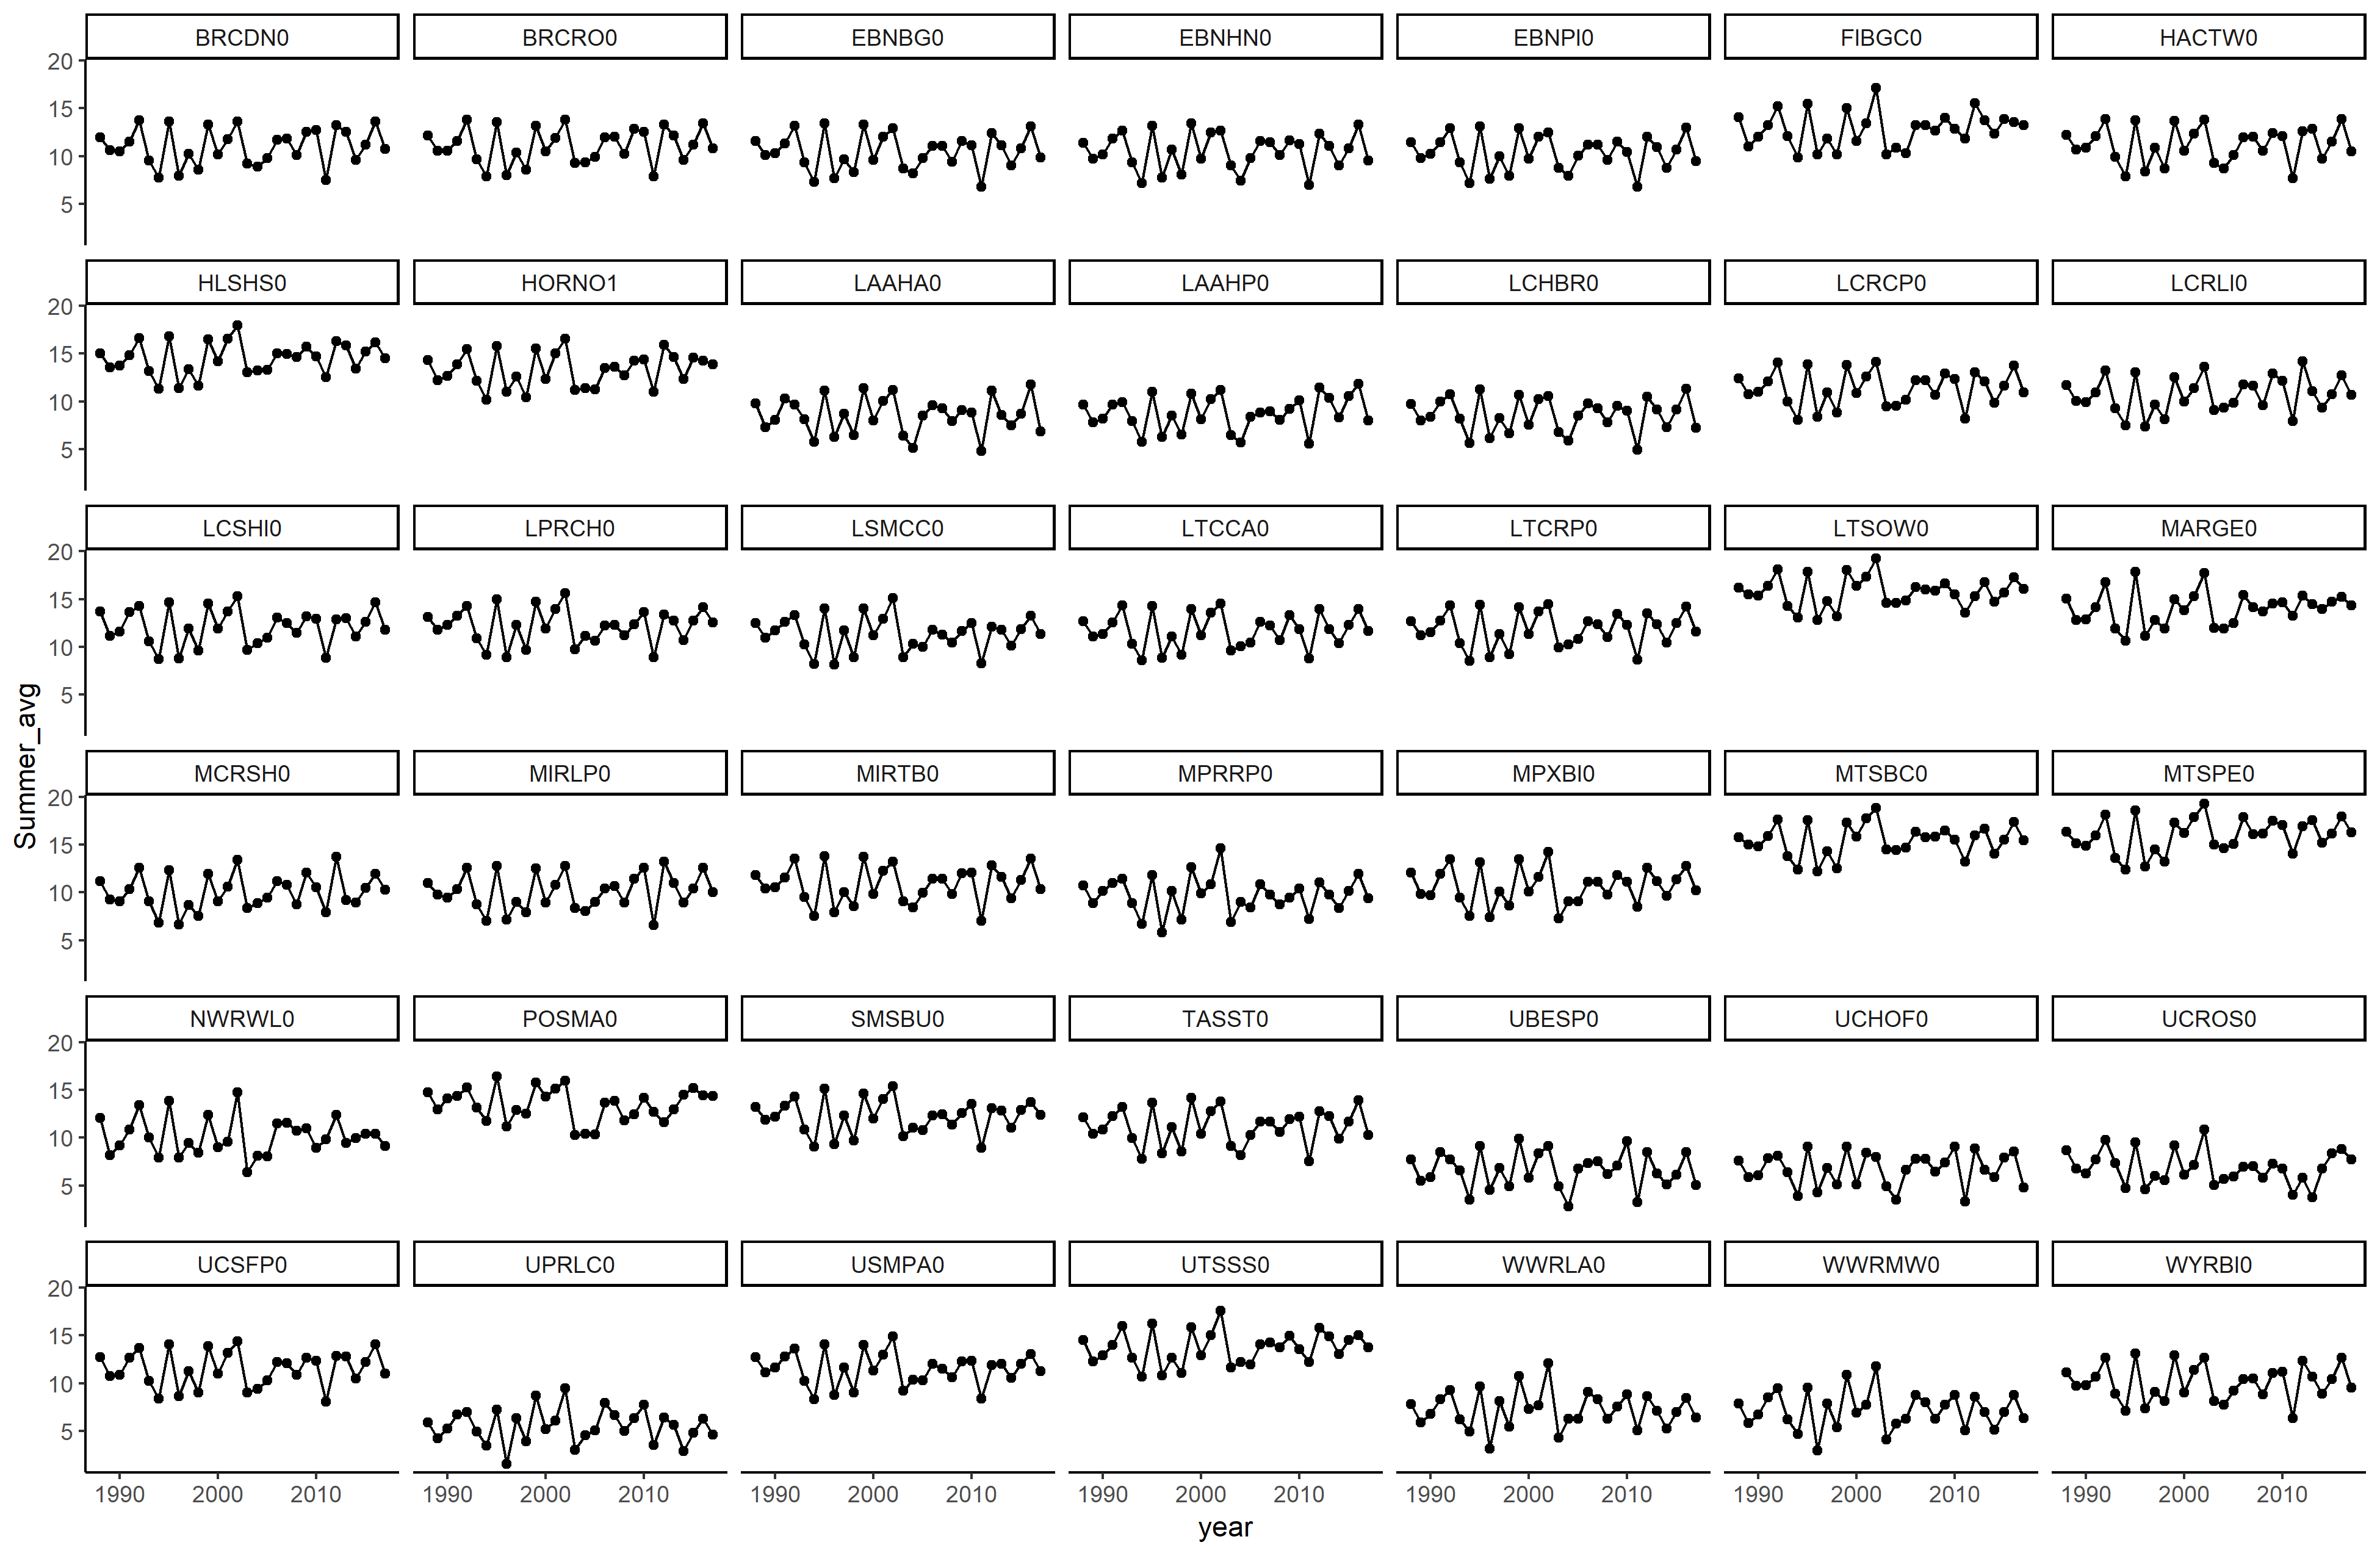 BRCDN0 BRCRO0 EBNBG0 EBNHN0 EBNPI0 FIBGC0 HACTW0
20
15
10
5
HLSHS0 HORNO1 LAAHA0 LAAHP0 LCHBR0 LCRCP0 LCRLI0
20
15
10
5
LCSHI0 LPRCH0 LSMCC0 LTCCA0 LTCRP0 LTSOW0 MARGE0
20
15
10
5
Summer_avg
MCRSH0 MIRLP0 MIRTB0 MPRRP0 MPXBI0 MTSBC0 MTSPE0
20
15
10
5
NWRWL0 POSMA0 SMSBU0 TASST0 UBESP0 UCHOF0 UCROS0
20
15
10
5
UCSFP0 UPRLC0 USMPA0 UTSSS0 WWRLA0 WWRMW0 WYRBI0
20
15
10
5
1990 2000 2010 1990 2000 2010 1990 2000 2010 1990 2000 2010 1990 2000 2010 1990 2000 2010 1990 2000 2010
year